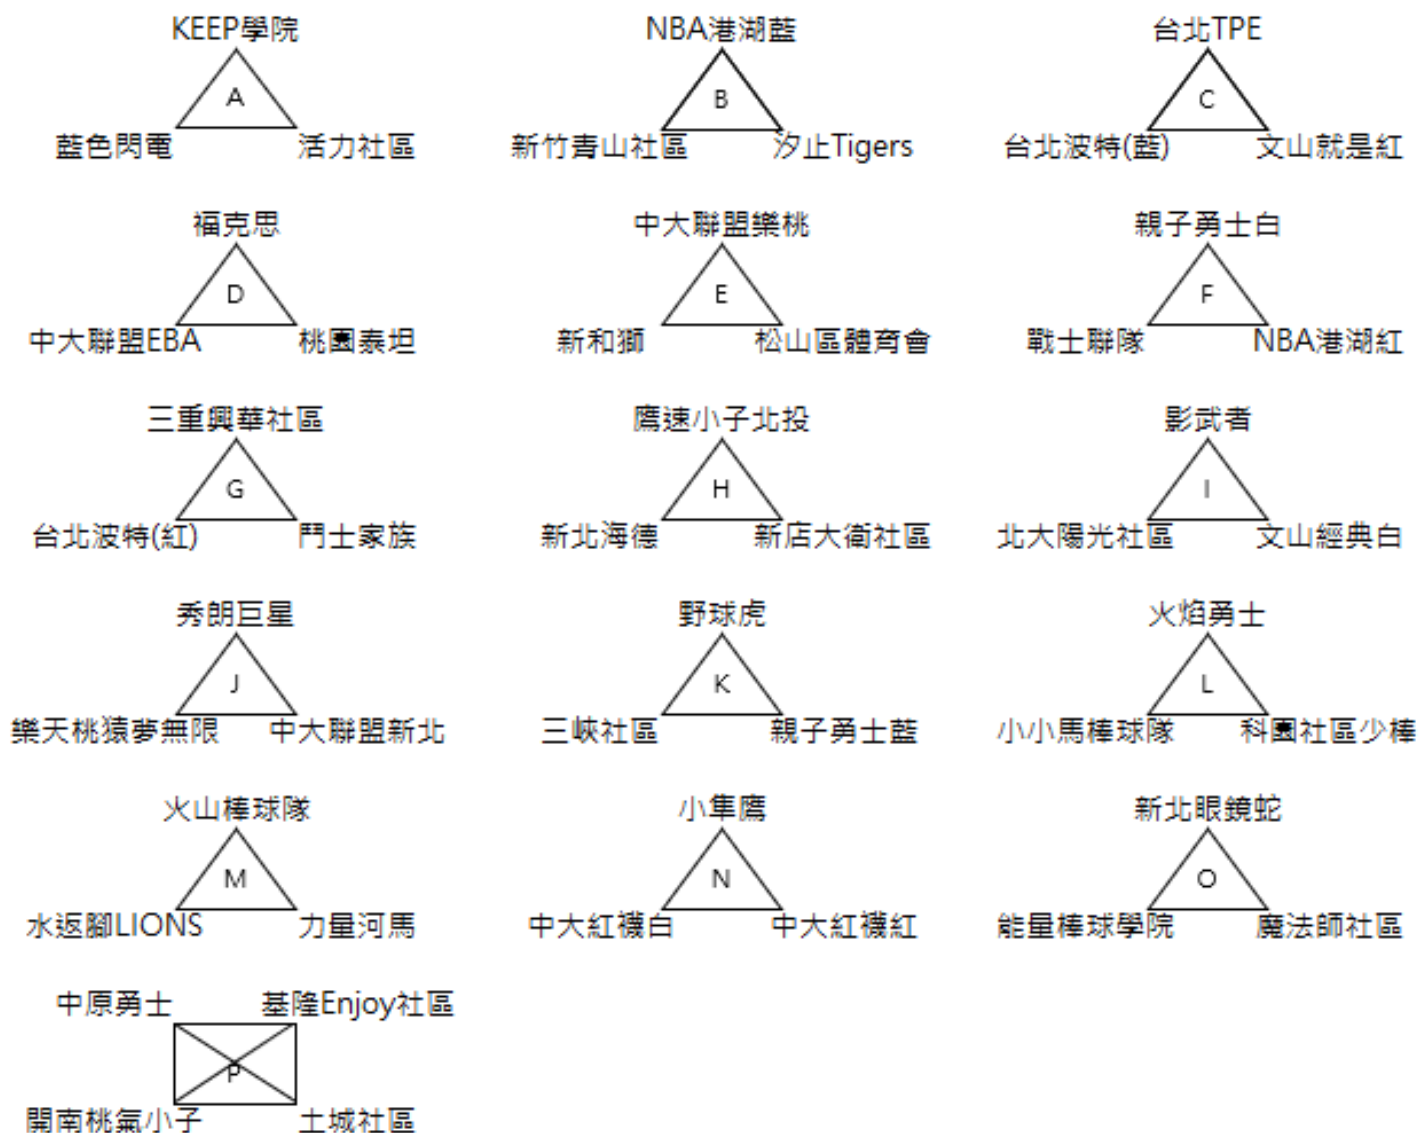 KEEP學院 NBA港湖藍 台北TPE
A B C
藍色閃電 活力社區 新竹青山社區 汐止Tigers 台北波特(藍) 文山就是紅
福克思 中大聯盟樂桃 親子勇士白
D E F
中大聯盟EBA 桃園泰坦 新和獅 松山區體育會 戰士聯隊 NBA港湖紅
三重興華社區 鷹速小子北投 影武者
G H I
台北波特(紅) 鬥士家族 新北海德 新店大衛社區 北大陽光社區 文山經典白
秀朗巨星 野球虎 火焰勇士
J K L
樂天桃猿夢無限 中大聯盟新北 三峽社區 親子勇士藍 小小馬棒球隊 科園社區少棒
火山棒球隊 小隼鷹 新北眼鏡蛇
M N O
水返腳LIONS 力量河馬 中大紅襪白 中大紅襪紅 能量棒球學院 魔法師社區
中原勇士 基隆Enjoy社區
P
開南桃氣小子 土城社區